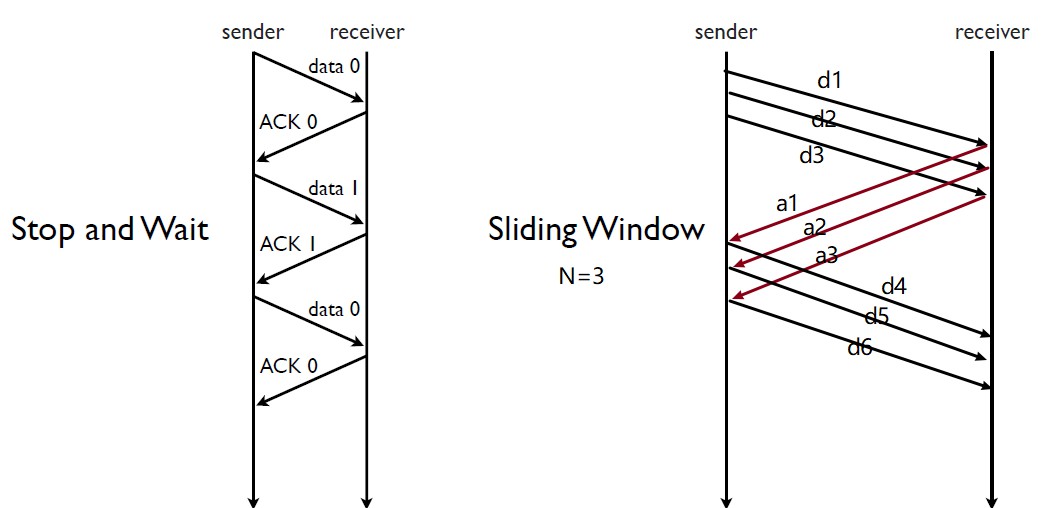 sender
receiver
data 0
ACK 0
data 1
ACK 1
data 0
ACK 0
Stop and Wait
sender
receiver
d1
d2
d3
a1
a2
a3
d4
d5
d6
Sliding Window
N=3